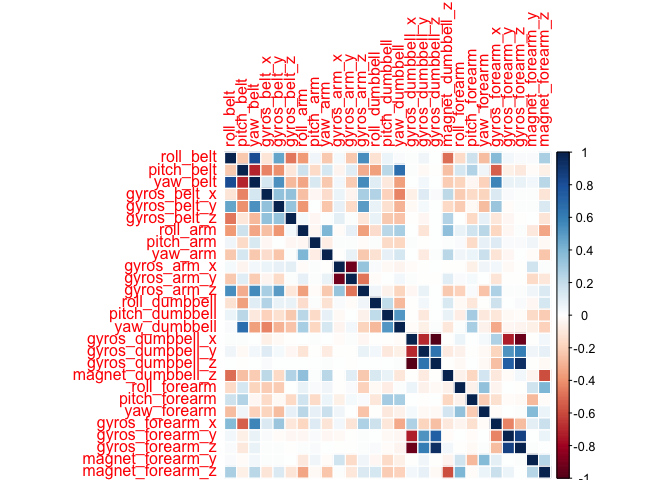 roll_belt
pitch_belt
yaw_belt
gyros_belt_x
gyros_belt_y
gyros_belt_z
roll_arm
pitch_arm
yaw_arm
gyros_arm_x
gyros_arm_y
gyros_arm_z
roll_dumbbell
pitch_dumbbell
yaw_dumbbell
gyros_dumbbell_x
gyros_dumbbell_y
gyros_dumbbell_z
magnet_dumbbell_z
roll_forearm
pitch_forearm
yaw_forearm
gyros_forearm_x
gyros_forearm_y
gyros_forearm_z
magnet_forearm_y
magnet_forearm_z
roll_belt
pitch_belt
yaw_belt
gyros_belt_x
gyros_belt_y
gyros_belt_z
roll_arm
pitch_arm
yaw_arm
gyros_arm_x
gyros_arm_y
gyros_arm_z
roll_dumbbell
pitch_dumbbell
yaw_dumbbell
gyros_dumbbell_x
gyros_dumbbell_y
gyros_dumbbell_z
magnet_dumbbell_z
roll_forearm
pitch_forearm
yaw_forearm
gyros_forearm_x
gyros_forearm_y
gyros_forearm_z
magnet_forearm_y
magnet_forearm_z
1
0.8
0.6
0.4
0.2
0
-0.2
-0.4
-0.6
-0.8
-1